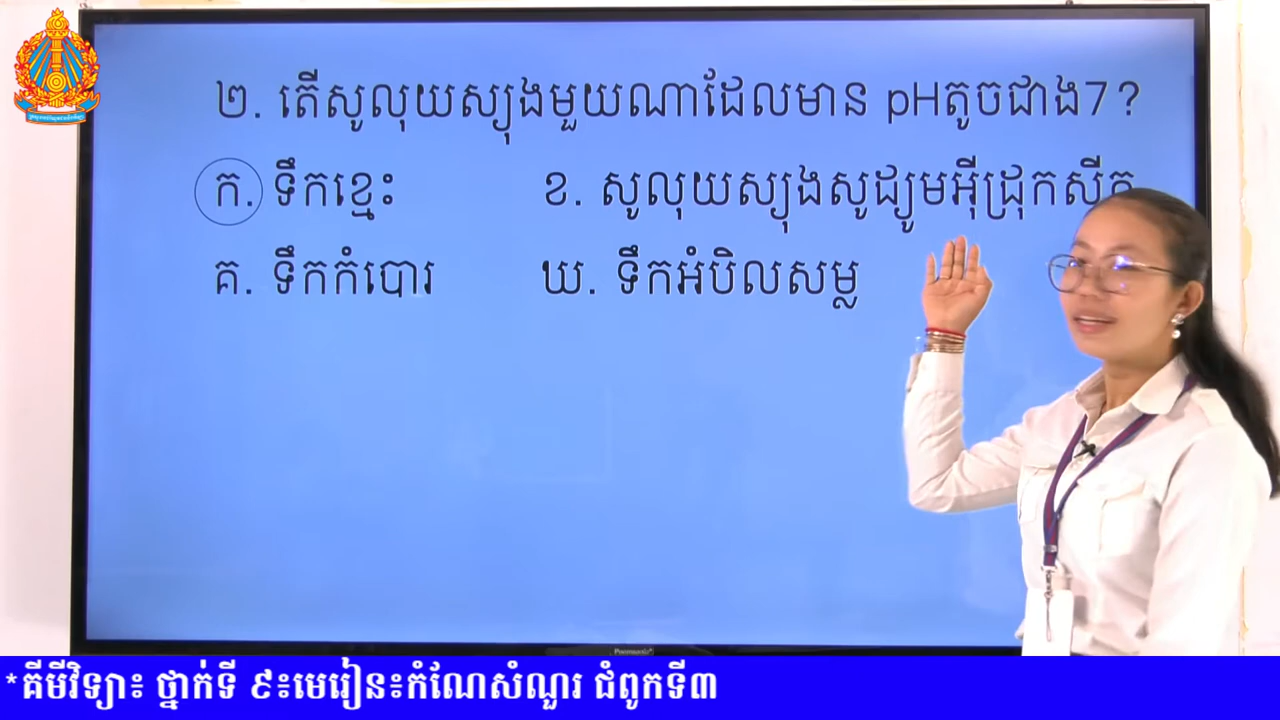 ២. តើសូលុយស្យុងមួយណាដែលមាន pHតូចជាង7?
ក. ទឹកខ្មេះ ខ. សូលុយស្យុងសូដ្យូមអ៊ីដ្រុកសីត
គ. ទឹកកំបោរ ឃ. ទឹកអំបិលសម្ល
*គីមីវិទ្យា៖ ថ្នាក់ទី ៩៖មេរៀន៖កំណែសំណួរ ជំពូកទី៣